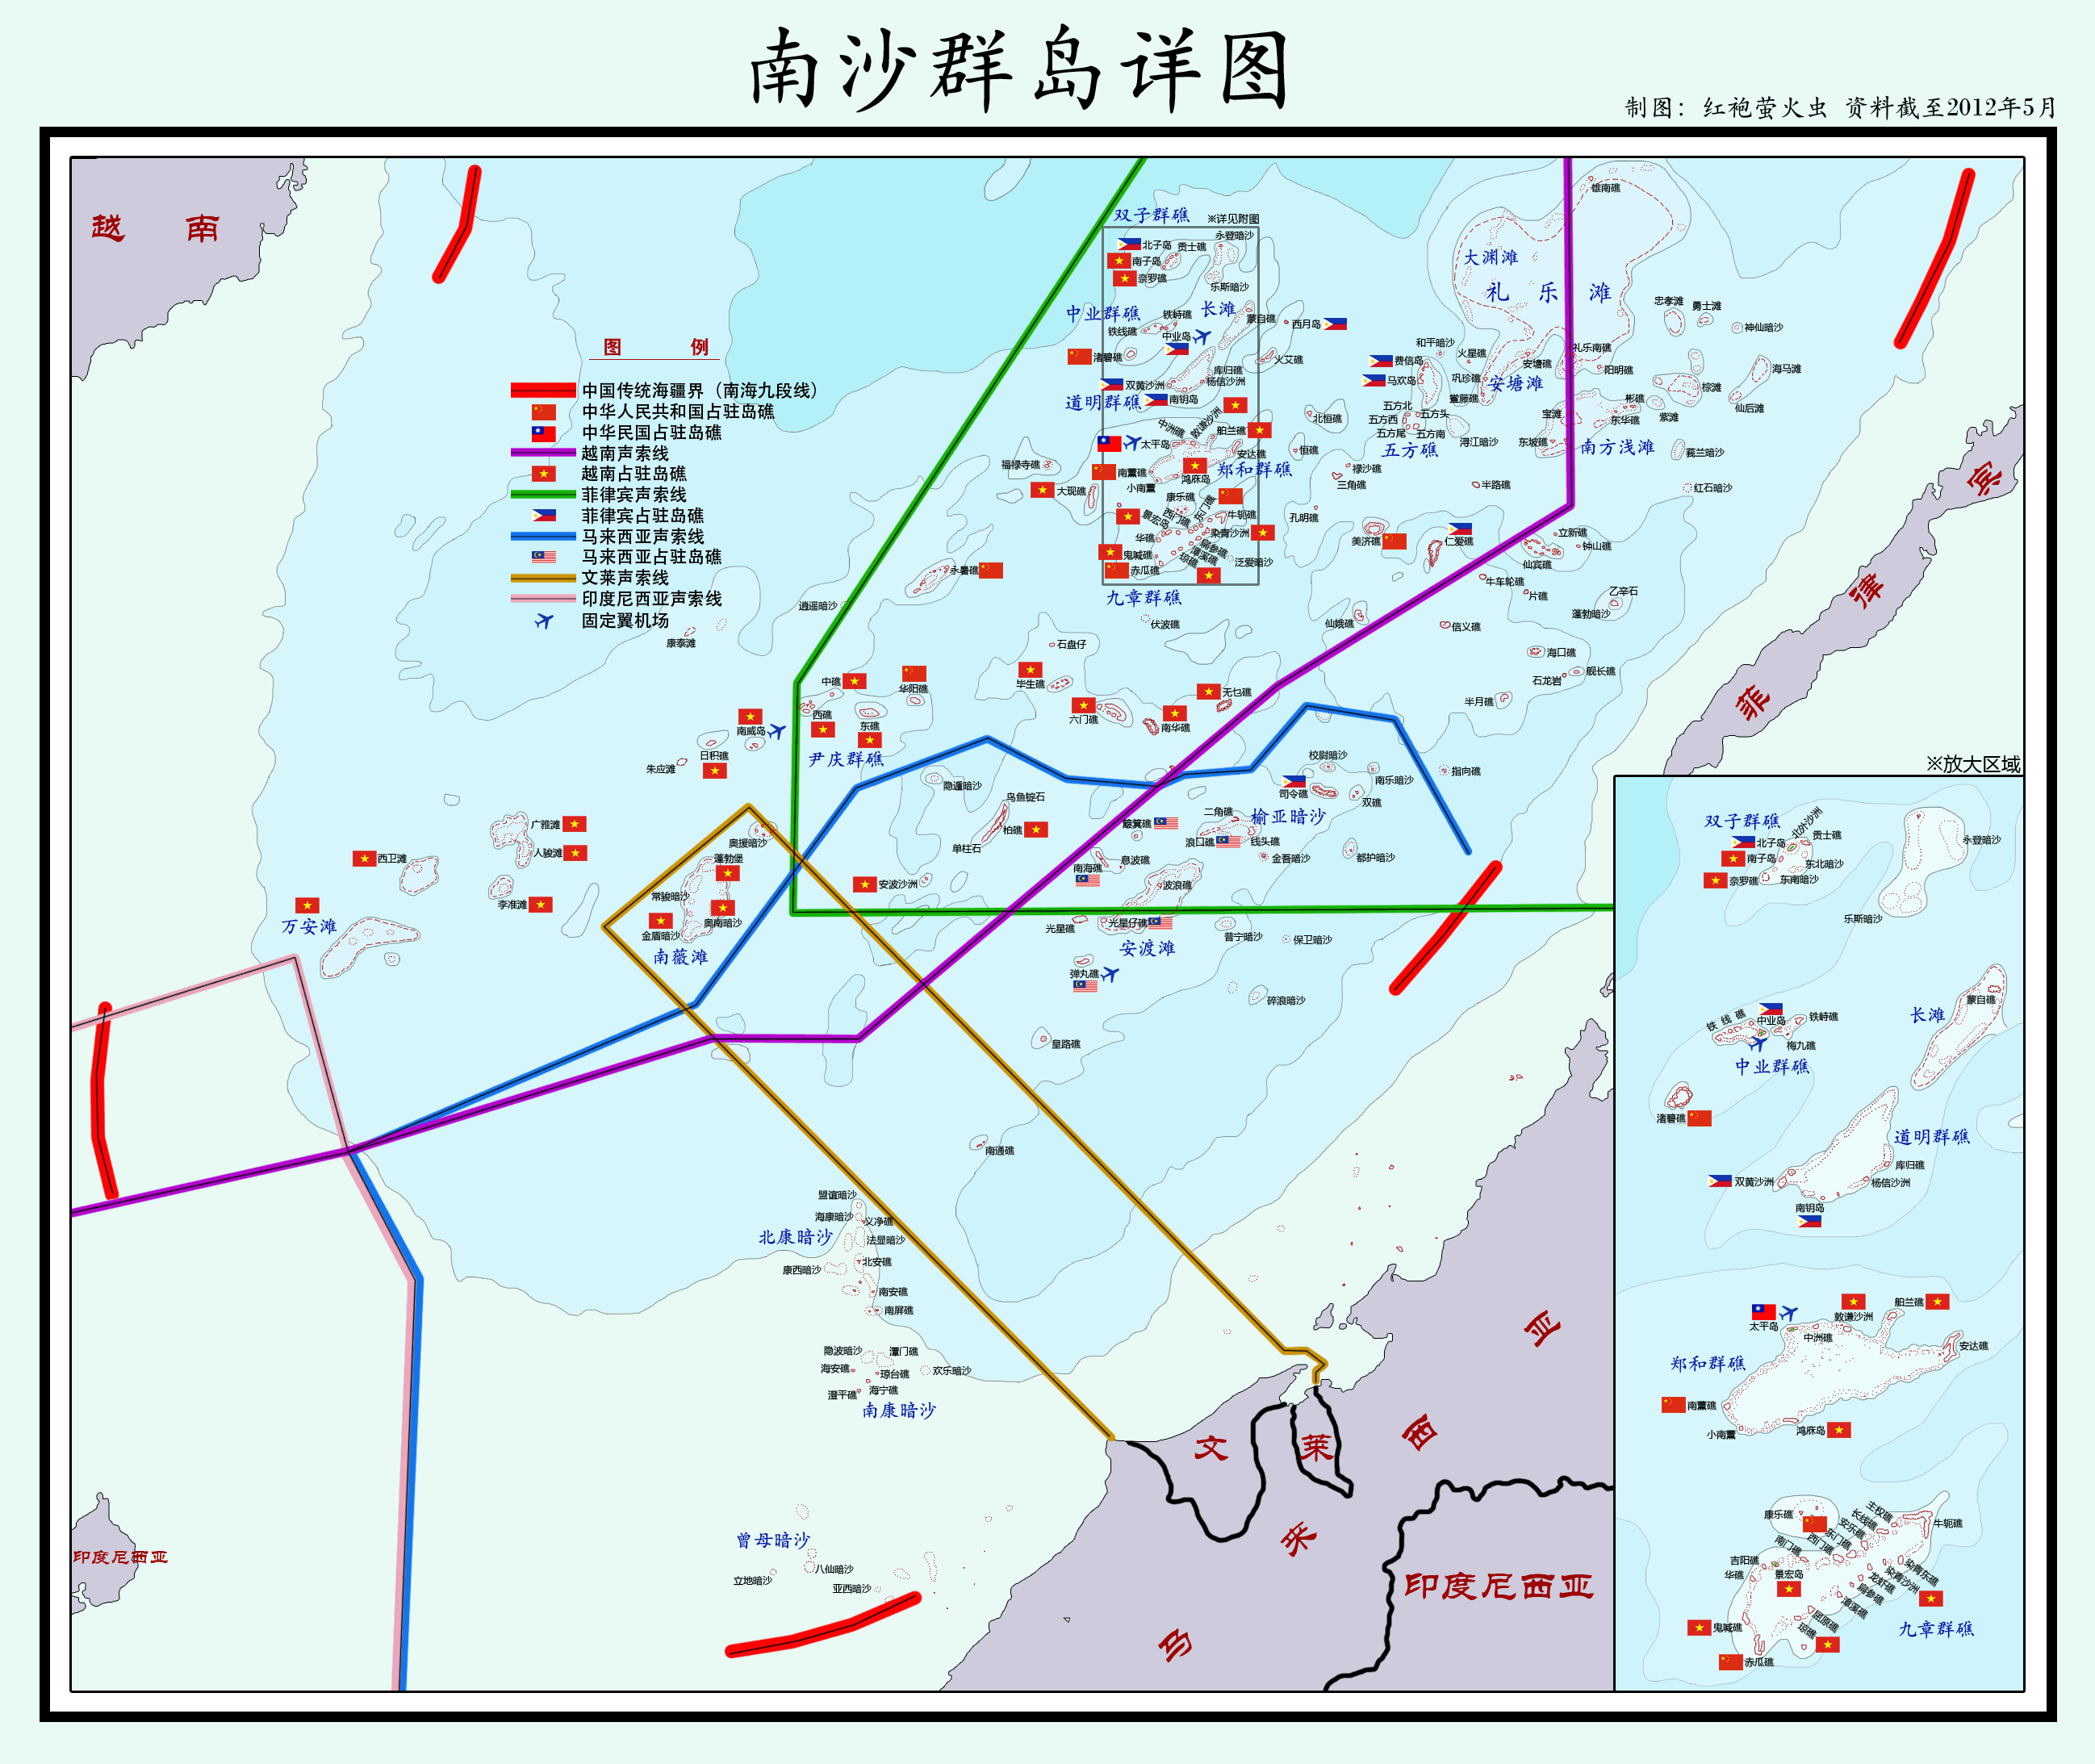 南沙群岛详图
制图：红袍萤火虫 资料截至2012年5月
越 南
图 例
中国传统海疆界（南海九段线）
中华人民共和国占驻岛礁
中华民国占驻岛礁
越南声索线
越南占驻岛礁
菲律宾声索线
菲律宾占驻岛礁
马来西亚声索线
马来西亚占驻岛礁
文莱声索线
印度尼西亚声索线
固定翼机场
双子群礁
※详见附图
北子岛
贡士礁
永登暗沙
南子岛
奈罗礁
乐斯暗沙
中业群礁
长滩
铁峙礁
铁线礁
中业岛
蒙自礁
西月岛
渚碧礁
火艾礁
库归礁
双黄沙洲
杨信沙洲
道明群礁
南钥岛
中洲礁
敦谦沙洲
舶兰礁
太平岛
安达礁
南薰礁
郑和群礁
鸿庥岛
小南薰
福禄寺礁
大现礁
康乐礁
景宏岛
西门礁
东门礁
牛轭礁
染青沙洲
华礁
扁参礁
漳溪礁
鬼喊礁
琼礁
泛爱暗沙
赤瓜礁
九章群礁
永暑礁
逍遥暗沙
康泰滩
伏波礁
雄南礁
大渊滩
礼 乐 滩
忠孝滩
勇士滩
神仙暗沙
和平暗沙
费信岛
火星礁
礼乐南礁
安塘礁
马欢岛
巩珍礁
安塘滩
阳明礁
海马滩
棕滩
鲎藤礁
彬礁
仙后滩
五方北
五方头
五方西
五方尾
五方南
五方礁
宝滩
东华礁
紫滩
浔江暗沙
东坡礁
南方浅滩
莪兰暗沙
北恒礁
恒礁
禄沙礁
三角礁
半路礁
红石暗沙
孔明礁
美济礁
仁爱礁
立新礁
钟山礁
仙宾礁
牛车轮礁
片礁
乙辛石
蓬勃暗沙
仙娥礁
信义礁
海口礁
舰长礁
石龙岩
半月礁
石盘仔
毕生礁
六门礁
南华礁
无乜礁
中礁
华阳礁
西礁
东礁
尹庆群礁
南威岛
日积礁
朱应滩
隐遁暗沙
鸟鱼锭石
柏礁
单柱石
校尉暗沙
指向礁
南乐暗沙
司令礁
双礁
二角礁
榆亚暗沙
簸箕礁
浪口礁
线头礁
金吾暗沙
都护暗沙
南海礁
息波礁
波浪礁
光星礁
光星仔礁
安渡滩
普宁暗沙
保卫暗沙
弹丸礁
碎浪暗沙
皇路礁
南通礁
广雅滩
人骏滩
西卫滩
李准滩
万安滩
奥援暗沙
蓬勃堡
常骏暗沙
奥南暗沙
金盾暗沙
南薇滩
安波沙洲
盟谊暗沙
海康暗沙
义净礁
北康暗沙
法显暗沙
北安礁
康西暗沙
南安礁
南屏礁
隐波暗沙
潭门礁
海安礁
琼台礁
欢乐暗沙
海宁礁
澄平礁
南康暗沙
曾母暗沙
八仙暗沙
立地暗沙
亚西暗沙
菲
律
宾
文
莱
马
来
西
亚
印度尼西亚
印度尼西亚
※放大区域
双子群礁
北外沙洲
北子岛
贡士礁
永登暗沙
南子岛
东北暗沙
奈罗礁
东南暗沙
乐斯暗沙
长滩
蒙自礁
铁线礁
中业岛
铁峙礁
梅九礁
中业群礁
渚碧礁
道明群礁
库归礁
双黄沙洲
杨信沙洲
南钥岛
太平岛
敦谦沙洲
舶兰礁
中洲礁
安达礁
郑和群礁
南薰礁
小南薰
鸿庥岛
康乐礁
主权礁
长线礁
安乐礁
牛轭礁
东门礁
西门礁
南门礁
吉阳礁
华礁
景宏岛
染青东礁
染青沙洲
龙虾礁
扁参礁
漳溪礁
屈原礁
琼礁
鬼喊礁
九章群礁
赤瓜礁